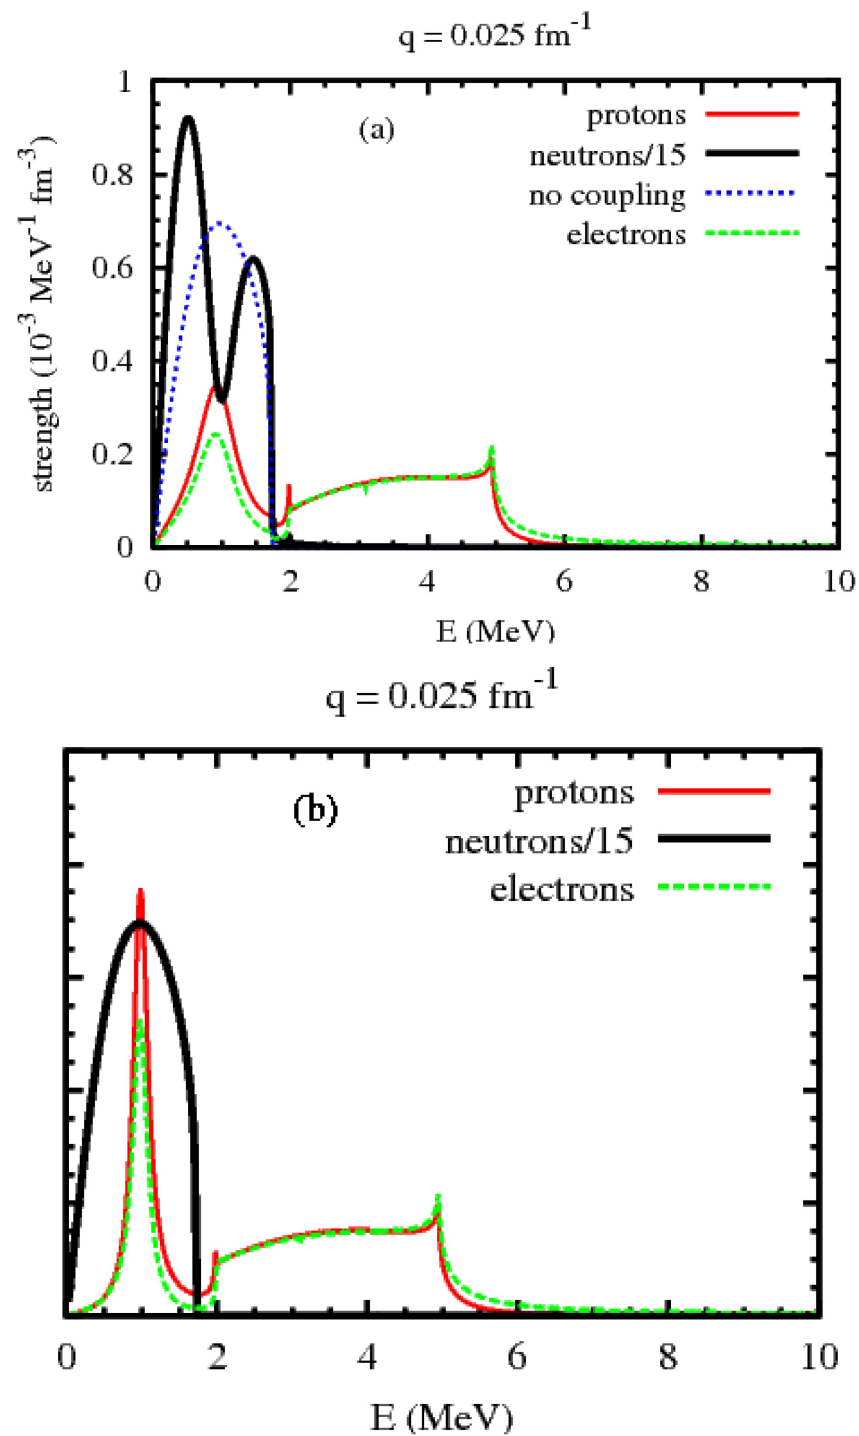 q = 0.025 fm⁻¹
1
(a)
protons
neutrons/15
no coupling
electrons
0.8
0.6
0.4
0.2
0
strength (10⁻³ MeV⁻¹ fm⁻³)
0 2 4 6 8 10
E (MeV)
q = 0.025 fm⁻¹
(b)
protons
neutrons/15
electrons
0 2 4 6 8 10
E (MeV)